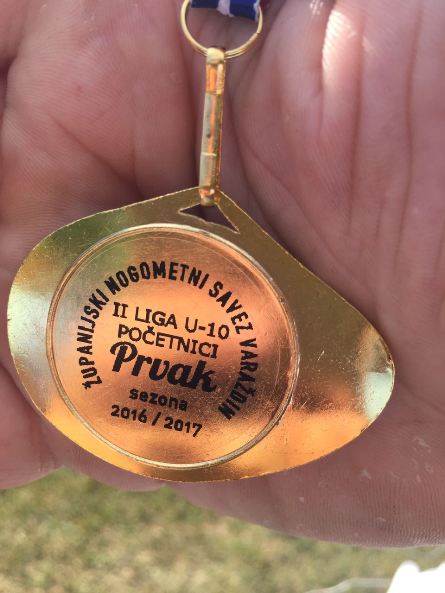 ŽUPANIJSKI NOGOMETNI SAVEZ VARAŽDIN
II LIGA U-10
POČETNICI
Prvak
sezona
2016 / 2017